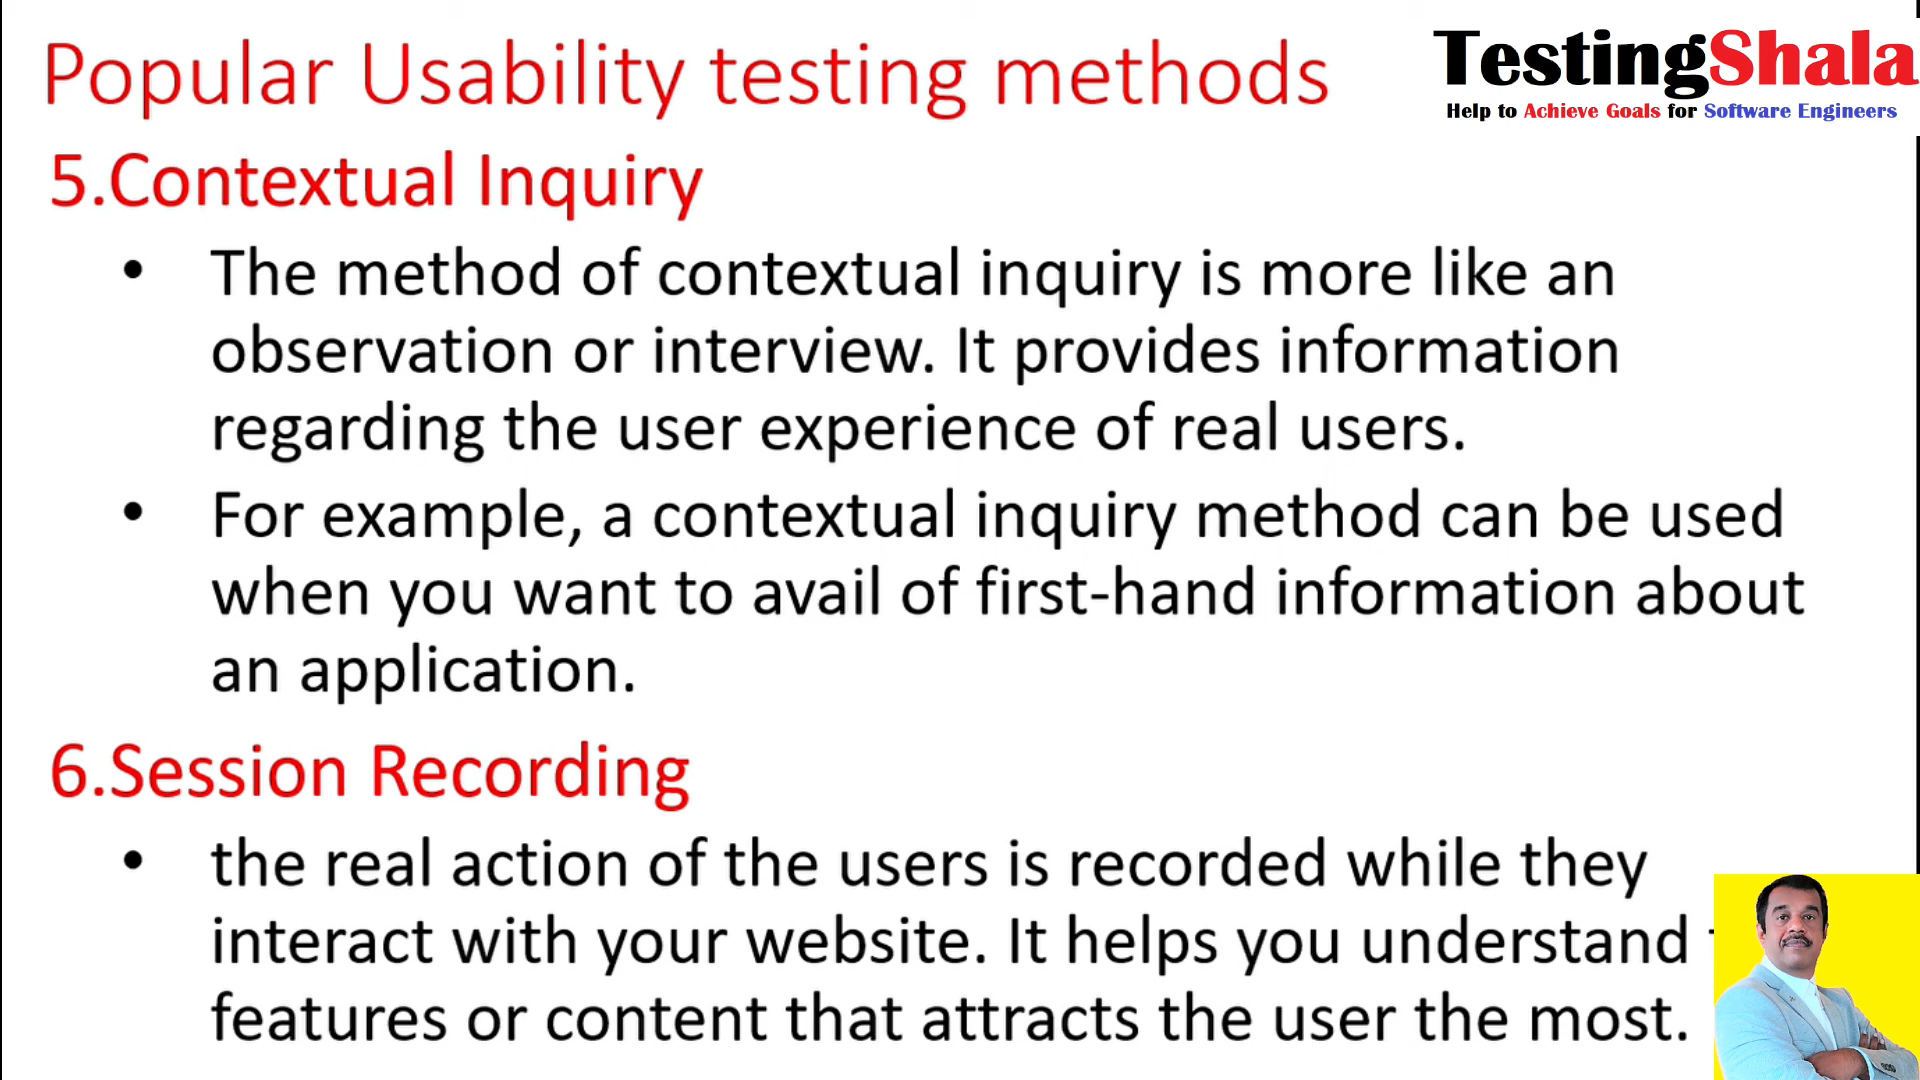 Popular Usability testing methods
TestingShala
Help to Achieve Goals for Software Engineers
5.Contextual Inquiry
• The method of contextual inquiry is more like an
observation or interview. It provides information
regarding the user experience of real users.
• For example, a contextual inquiry method can be used
when you want to avail of first-hand information about
an application.
6.Session Recording
• the real action of the users is recorded while they
interact with your website. It helps you understand
features or content that attracts the user the most.